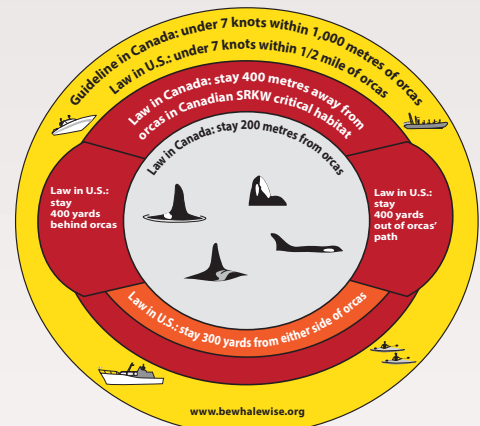 Guideline in Canada: under 7 knots within 1,000 metres of orcas
Law in U.S.: under 7 knots within 1/2 mile of orcas
Law in Canada: stay 400 metres away from
orcas in Canadian SRKW critical habitat
Law in Canada: stay 200 metres from orcas
Law in U.S.:
stay
400 yards
behind orcas
Law in U.S.:
stay
400 yards
out of orcas'
path
Law in U.S.: stay 300 yards from either side of orcas
www.bewhalewise.org